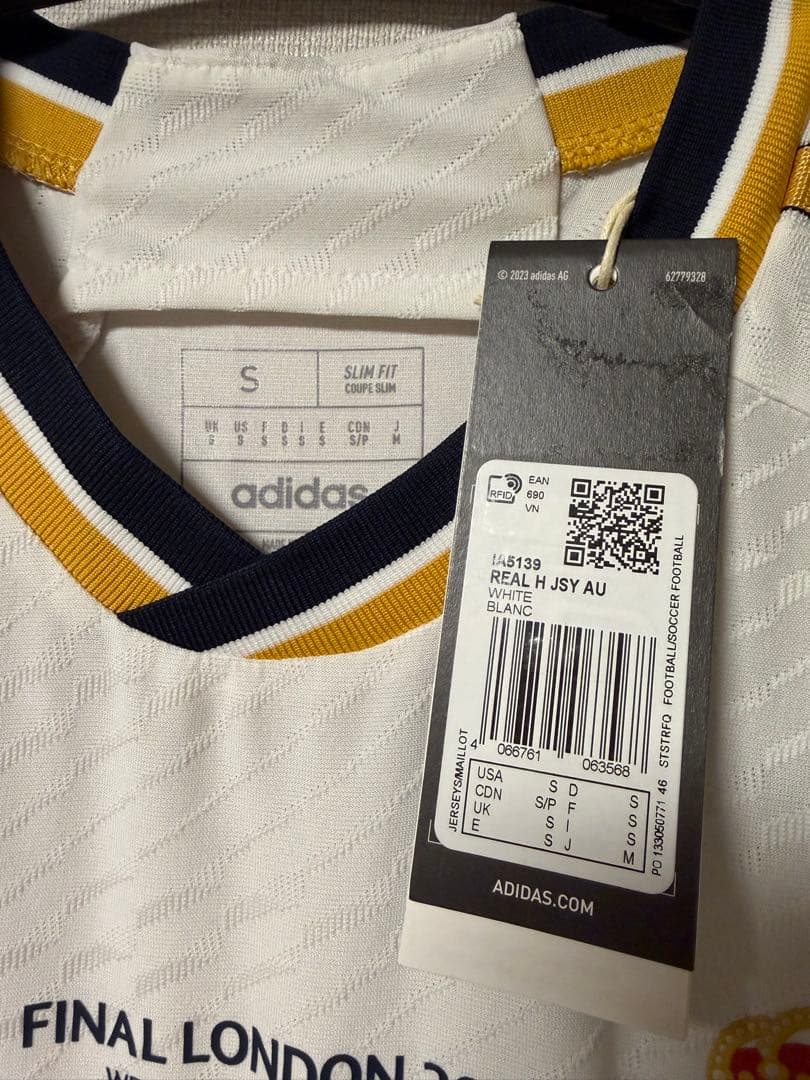 © 2023 adidas AG 62779328
S SLIM FIT
COUPE SLIM
UK US F D I E CDN J
S S S S S S S/P M
adidas
RFID
EAN
690
VN
IA5139
REAL H JSY AU
WHITE
BLANC
4 066761 063568
JERSEYS/MAILLOT
PO 133050771 46 STSTRFQ FOOTBALL/SOCCER FOOTBALL
USA S D S
CDN S/P F S
UK S I S
E S J M
ADIDAS.COM
FINAL LONDON